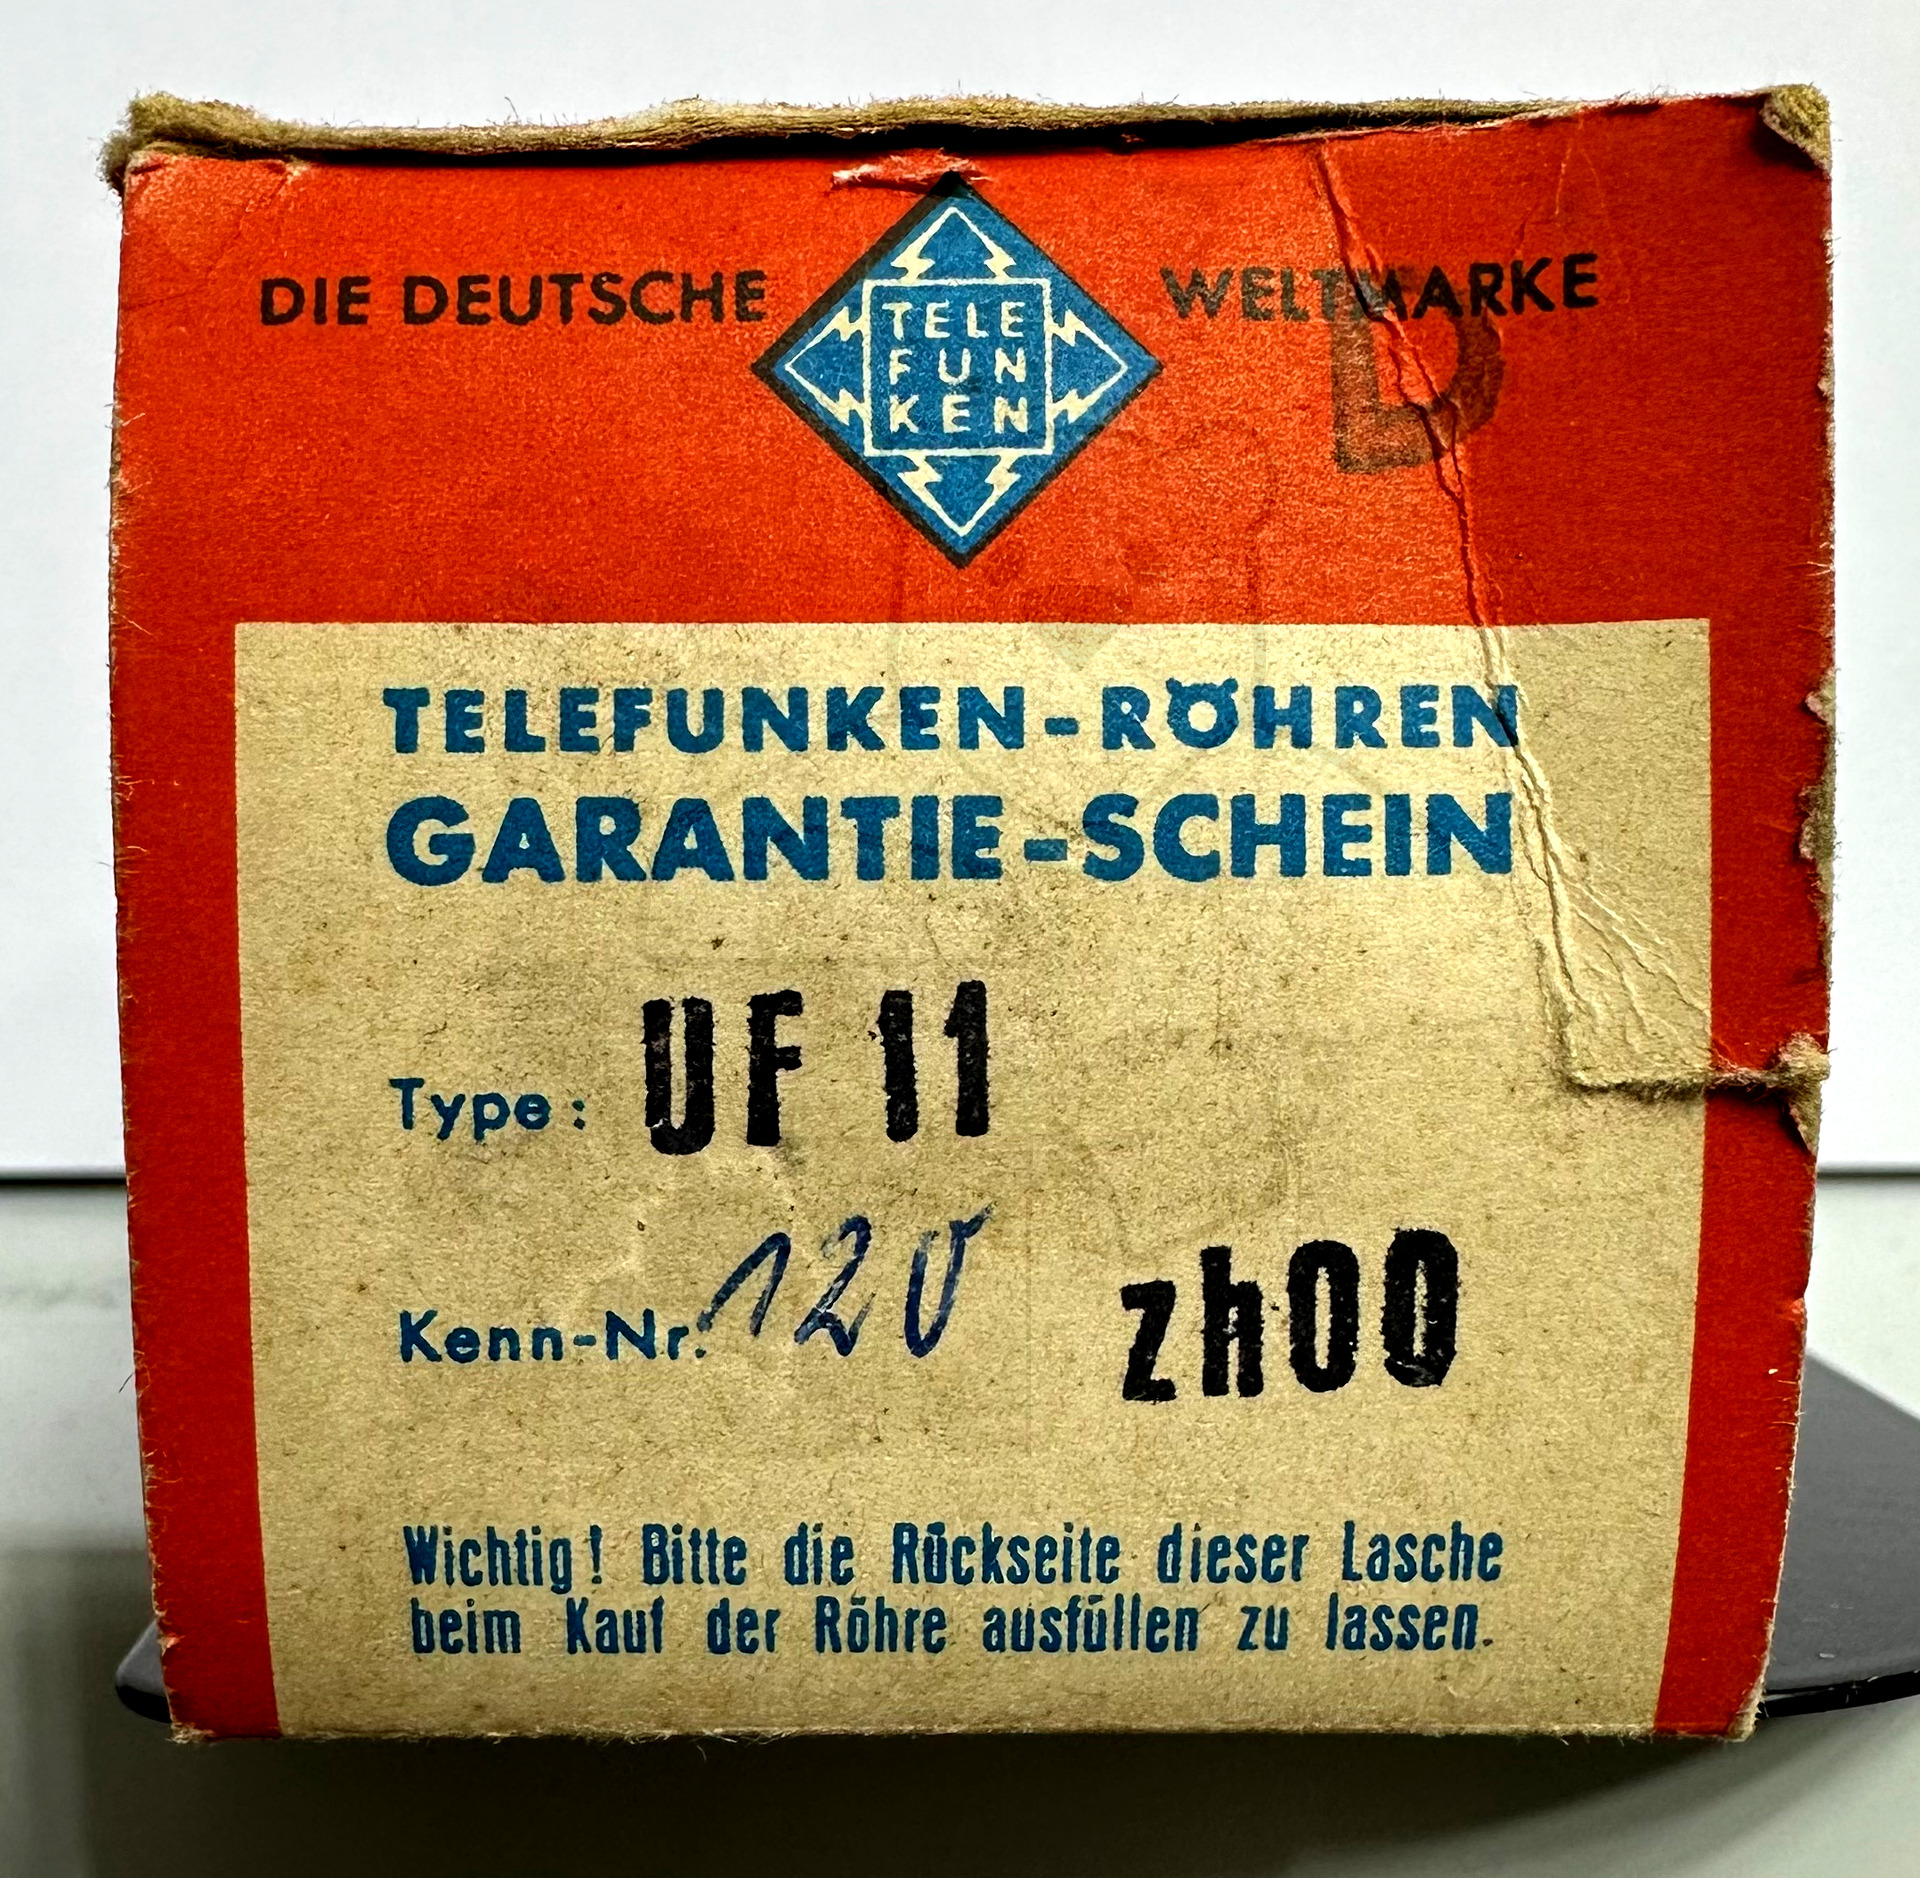 DIE DEUTSCHE WELTMARKE
TELE
FUN
KEN
D
TELEFUNKEN-RÖHREN
GARANTIE-SCHEIN
Type: UF 11
Kenn-Nr. 120 zh00
Wichtig! Bitte die Rückseite dieser Lasche
beim Kauf der Röhre ausfüllen zu lassen.